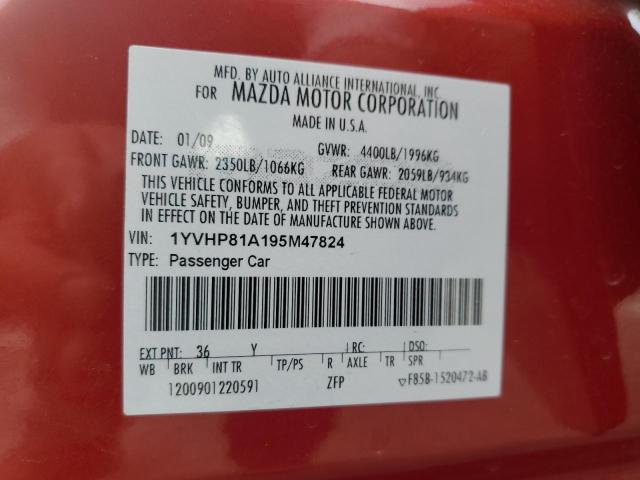 MFD. BY AUTO ALLIANCE INTERNATIONAL, INC.
FOR MAZDA MOTOR CORPORATION
MADE IN U.S.A.
DATE: 01/09 GVWR: 4400LB/1996KG
FRONT GAWR: 2350LB/1066KG REAR GAWR: 2059LB/934KG
THIS VEHICLE CONFORMS TO ALL APPLICABLE FEDERAL MOTOR
VEHICLE SAFETY, BUMPER, AND THEFT PREVENTION STANDARDS
IN EFFECT ON THE DATE OF MANUFACTURE SHOWN ABOVE.
VIN: 1YVHP81A195M47824
TYPE: Passenger Car
EXT PNT: 36 Y RC: DSO:
WB BRK INT TR TP/PS R AXLE TR SPR
1200901220591 ZFP ▽F85B-1520472-AB